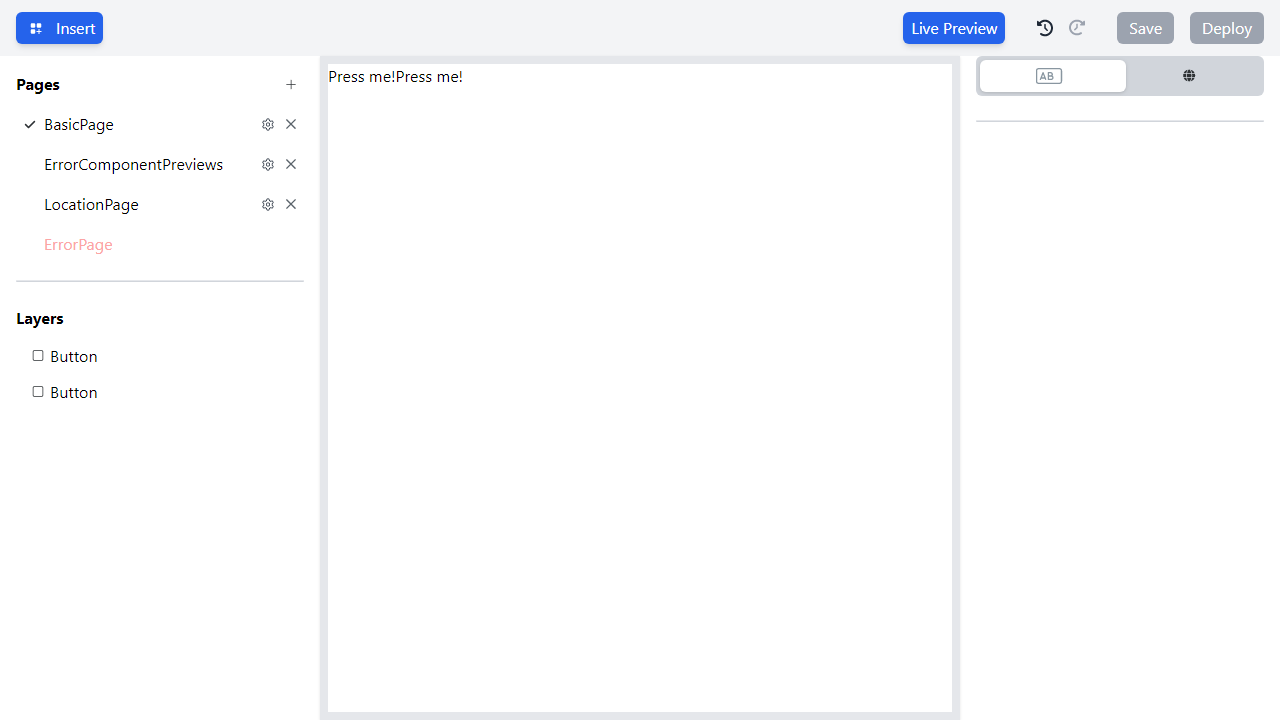 Insert
Live Preview
Save
Deploy
Pages
BasicPage
ErrorComponentPreviews
LocationPage
ErrorPage
Layers
Button
Button
Press me!Press me!
AB